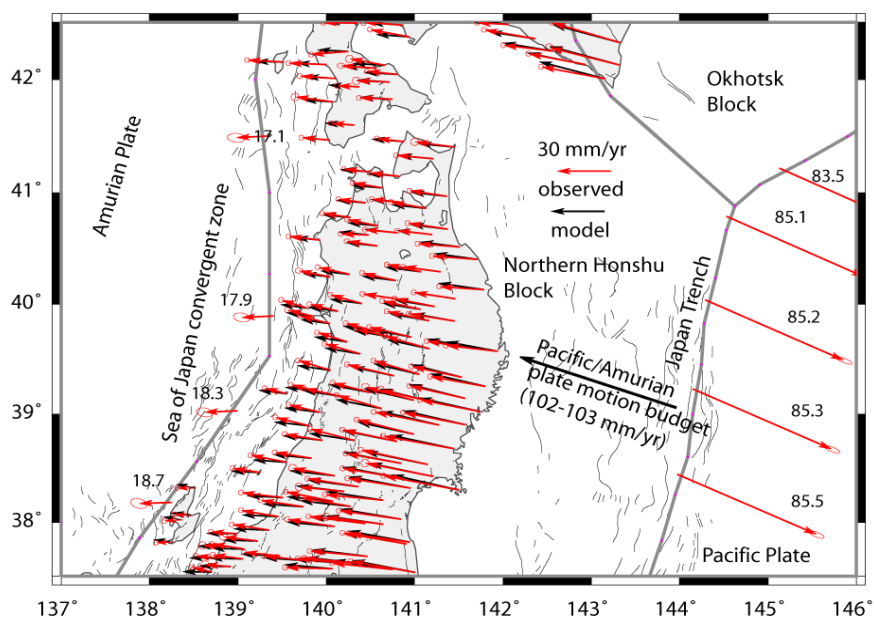 42°
41°
40°
39°
38°
137°
138°
139°
140°
141°
142°
143°
144°
145°
146°
Amurian Plate
Sea of Japan convergent zone
17.1
17.9
18.3
18.7
30 mm/yr
observed
model
Northern Honshu
Block
Okhotsk
Block
Pacific/Amurian
plate motion budget
(102-103 mm/yr)
Japan Trench
83.5
85.1
85.2
85.3
85.5
Pacific Plate